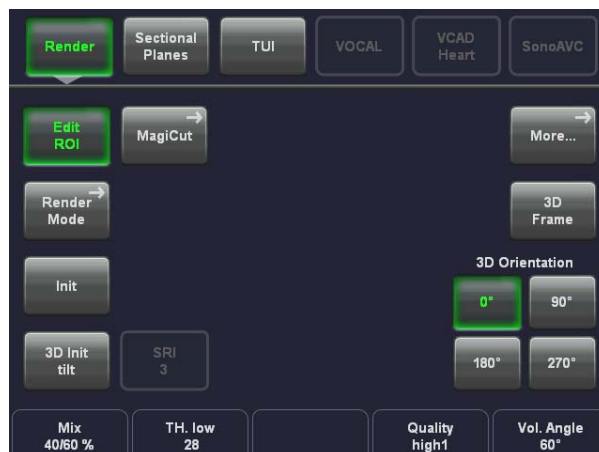 Render
Sectional
Planes
TUI
VOCAL
VCAD
Heart
SonoAVC
Edit
ROI
MagiCut
More...
Render
Mode
3D
Frame
Init
3D Orientation
0°
90°
3D Init
tilt
SRI
3
180°
270°
Mix
40/60 %
TH. low
28
Quality
high1
Vol. Angle
60°